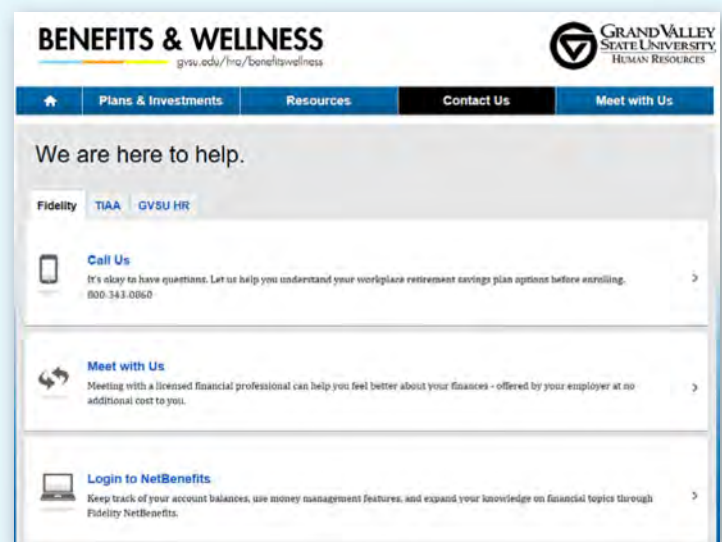 BENEFITS & WELLNESS
gvsu.edu/hro/benefitswellness
GRAND VALLEY
STATE UNIVERSITY
HUMAN RESOURCES
Plans & Investments
Resources
Contact Us
Meet with Us
We are here to help.
Fidelity
TIAA
GVSU HR
Call Us
It's okay to have questions. Let us help you understand your workplace retirement savings plan options before enrolling.
800-343-0860
Meet with Us
Meeting with a licensed financial professional can help you feel better about your finances - offered by your employer at no
additional cost to you.
Login to NetBenefits
Keep track of your account balances, use money management features, and expand your knowledge on financial topics through
Fidelity NetBenefits.